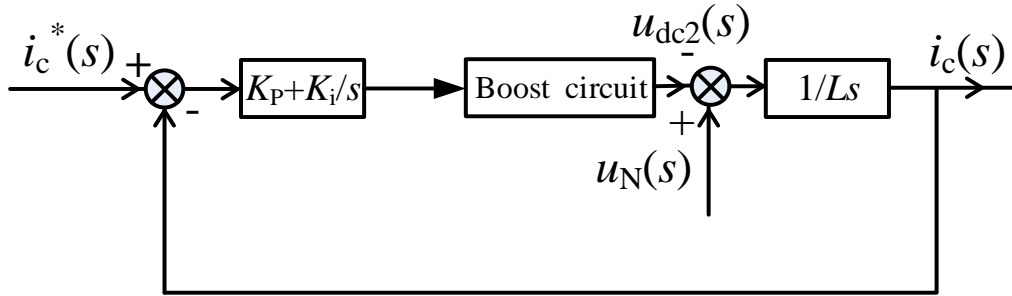 i_c^*(s)
+
-
K_P+K_i/s
Boost circuit
u_dc2(s)
-
+
u_N(s)
1/Ls
i_c(s)